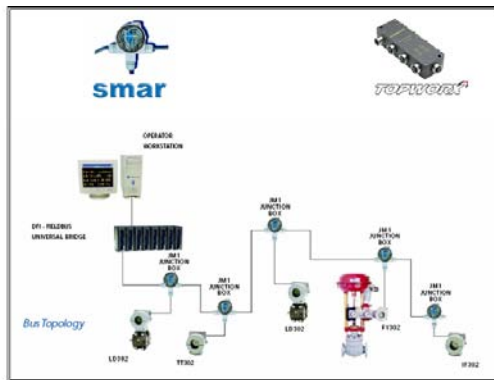 smar
TOPWORX
OPERATOR
WORKSTATION
DFI - FIELDBUS
UNIVERSAL BRIDGE
JM1
JUNCTION
BOX
JM1
JUNCTION
BOX
JM1
JUNCTION
BOX
JM1
JUNCTION
BOX
JM1
JUNCTION
BOX
Bus Topology
LD302
TT302
LD302
FY302
IF302